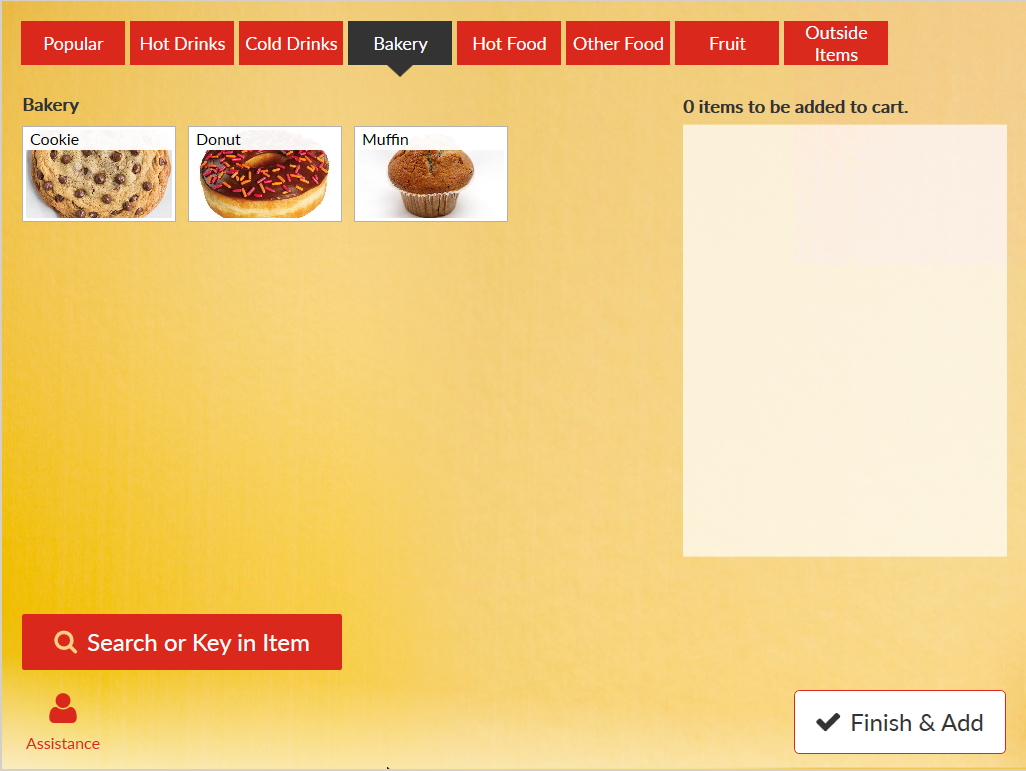 Popular
Hot Drinks
Cold Drinks
Bakery
Hot Food
Other Food
Fruit
Outside
Items
Bakery
0 items to be added to cart.
Cookie
Donut
Muffin
Search or Key in Item
Assistance
Finish & Add